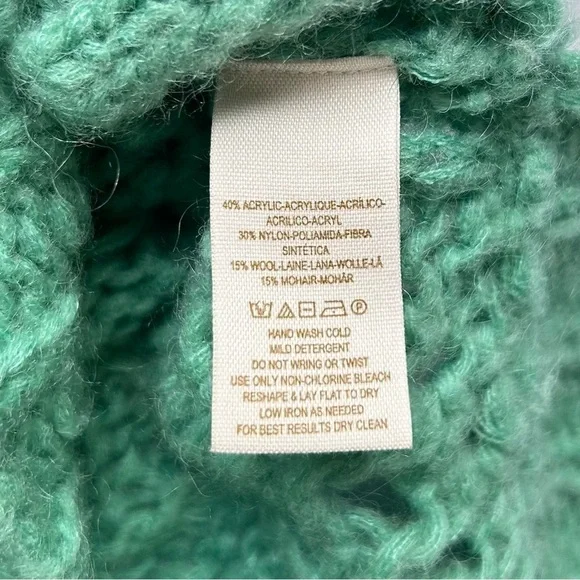 40% ACRYLIC-ACRYLIQUE-ACRÍLICO-
ACRILICO-ACRYL
30% NYLON-POLIAMIDA-FIBRA
SINTÉTICA
15% WOOL-LAINE-LANA-WOLLE-LÃ
15% MOHAIR-MOHÄR
P
HAND WASH COLD
MILD DETERGENT
DO NOT WRING OR TWIST
USE ONLY NON-CHLORINE BLEACH
RESHAPE & LAY FLAT TO DRY
LOW IRON AS NEEDED
FOR BEST RESULTS DRY CLEAN